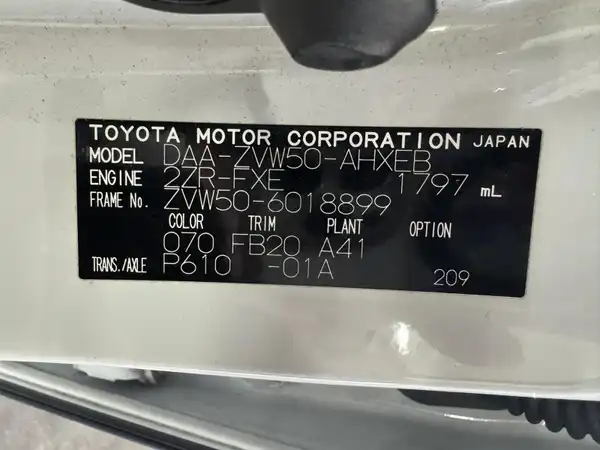 TOYOTA MOTOR CORPORATION JAPAN
MODEL DAA-ZVW50-AHXEB
ENGINE 2ZR-FXE 1797 mL
FRAME No. ZVW50-6018899
COLOR TRIM PLANT OPTION
070 FB20 A41
TRANS./AXLE P610 -01A 209